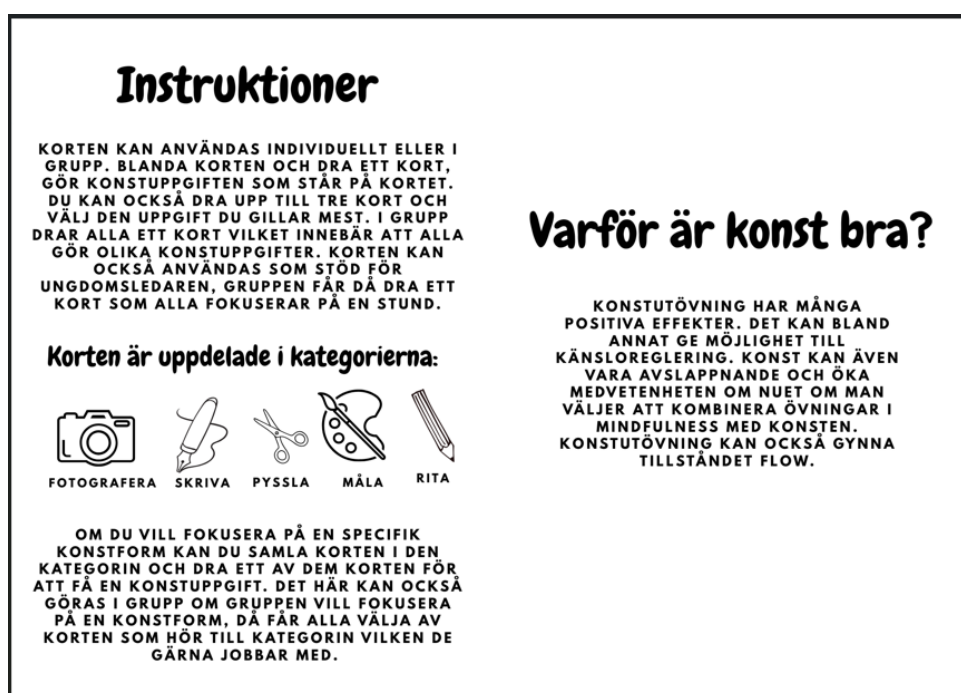 Instruktioner
KORTEN KAN ANVÄNDAS INDIVIDUELLT ELLER I
GRUPP. BLANDA KORTEN OCH DRA ETT KORT,
GÖR KONSTUPPGIFTEN SOM STÅR PÅ KORTET.
DU KAN OCKSÅ DRA UPP TILL TRE KORT OCH
VÄLJ DEN UPPGIFT DU GILLAR MEST. I GRUPP
DRAR ALLA ETT KORT VILKET INNEBÄR ATT ALLA
GÖR OLIKA KONSTUPPGIFTER. KORTEN KAN
OCKSÅ ANVÄNDAS SOM STÖD FÖR
UNGDOMSLEDAREN, GRUPPEN FÅR DÅ DRA ETT
KORT SOM ALLA FOKUSERAR PÅ EN STUND.
Korten är uppdelade i kategorierna:
FOTOGRAFERA SKRIVA PYSSLA MÅLA RITA
OM DU VILL FOKUSERA PÅ EN SPECIFIK
KONSTFORM KAN DU SAMLA KORTEN I DEN
KATEGORIN OCH DRA ETT AV DEM KORTEN FÖR
ATT FÅ EN KONSTUPPGIFT. DET HÄR KAN OCKSÅ
GÖRAS I GRUPP OM GRUPPEN VILL FOKUSERA
PÅ EN KONSTFORM, DÅ FÅR ALLA VÄLJA AV
KORTEN SOM HÖR TILL KATEGORIN VILKEN DE
GÄRNA JOBBAR MED.
Varför är konst bra?
KONSTUTÖVNING HAR MÅNGA
POSITIVA EFFEKTER. DET KAN BLAND
ANNAT GE MÖJLIGHET TILL
KÄNSLOREGLERING. KONST KAN ÄVEN
VARA AVSLAPPNANDE OCH ÖKA
MEDVETENHETEN OM NUET OM MAN
VÄLJER ATT KOMBINERA ÖVNINGAR I
MINDFULNESS MED KONSTEN.
KONSTUTÖVNING KAN OCKSÅ GYNNA
TILLSTÅNDET FLOW.